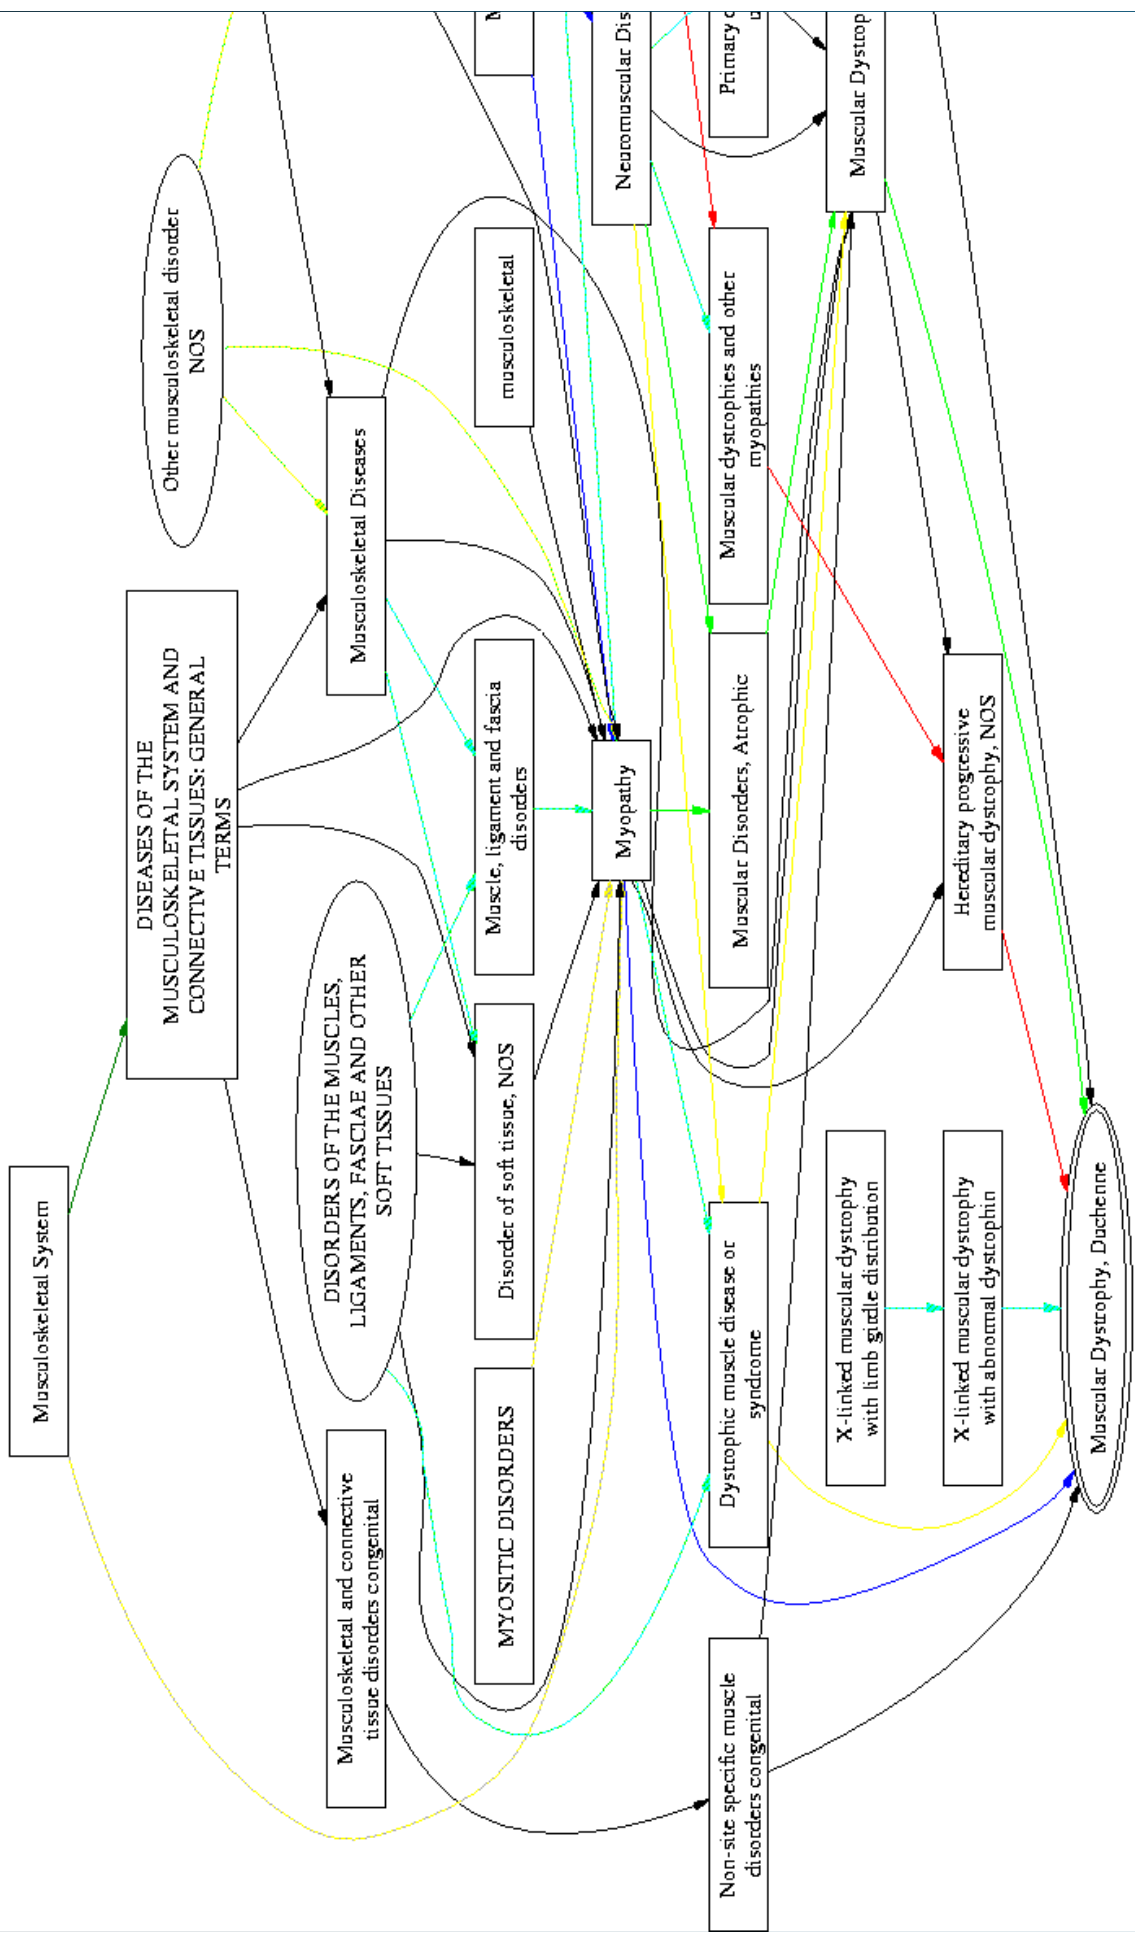 Musculoskeletal System
DISEASES OF THE
MUSCULOSKELETAL SYSTEM AND
CONNECTIVE TISSUES: GENERAL
TERMS
Other musculoskeletal disorder
NOS
Musculoskeletal and connective
tissue disorders congenital
DISORDERS OF THE MUSCLES,
LIGAMENTS, FASCIAE AND OTHER
SOFT TISSUES
Musculoskeletal Diseases
MYOSITIC DISORDERS
Disorder of soft tissue, NOS
Muscle, ligament and fascia
disorders
musculoskeletal
Myopathy
Neuromuscular Dis
Non-site specific muscle
disorders congenital
Dystrophic muscle disease or
syndrome
Muscular Disorders, Atrophic
Muscular dystrophies and other
myopathies
Primary
X-linked muscular dystrophy
with limb girdle distribution
Muscular Dystrop
X-linked muscular dystrophy
with abnormal dystrophin
Hereditary progressive
muscular dystrophy, NOS
Muscular Dystrophy, Duchenne